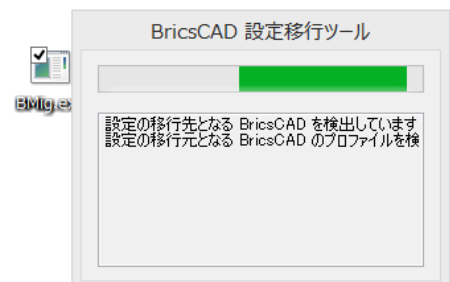 BricsCAD 設定移行ツール
BMig.e
設定の移行先となる BricsCAD を検出しています
設定の移行元となる BricsCAD のプロファイルを検